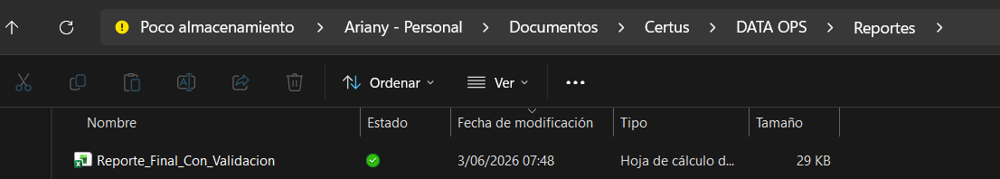 Poco almacenamiento > Ariany - Personal > Documentos > Certus > DATA OPS > Reportes >
Ordenar Ver ...
Nombre Estado Fecha de modificación Tipo Tamaño
Reporte_Final_Con_Validacion 3/06/2026 07:48 Hoja de cálculo d... 29 KB